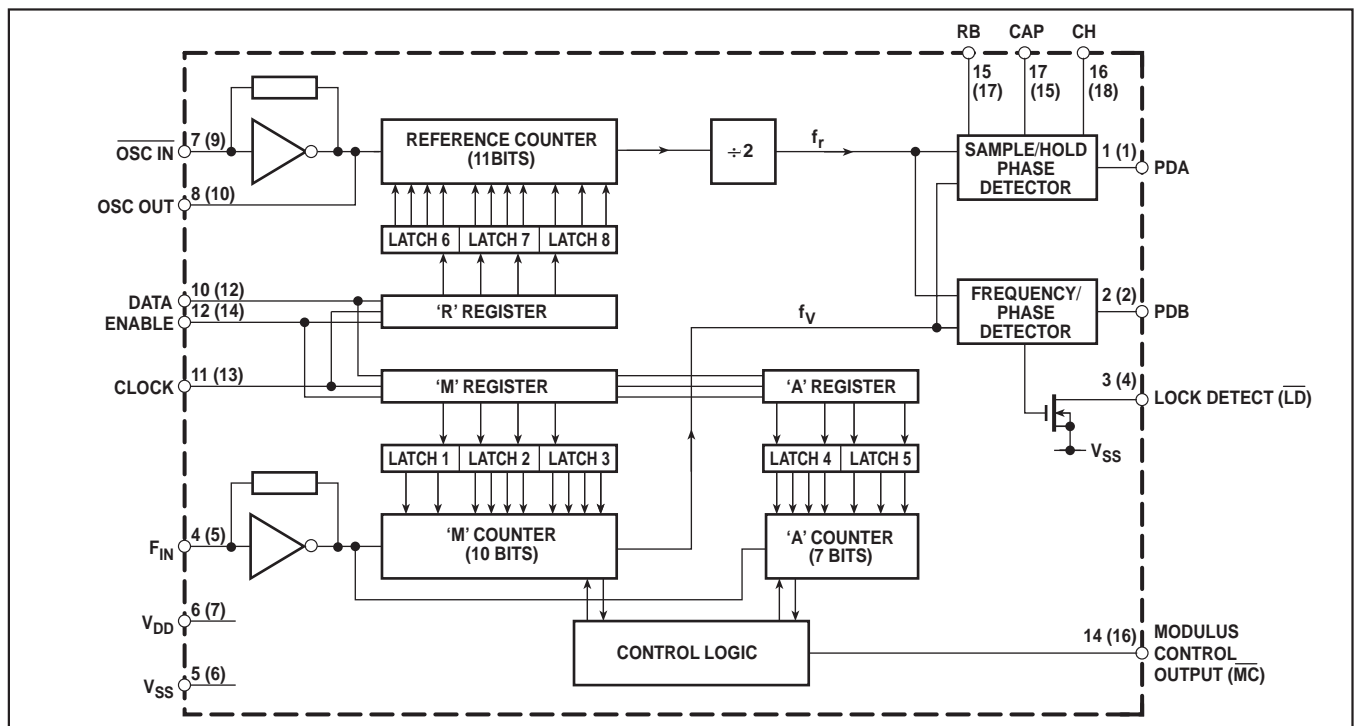 RB CAP CH
15 (17)
17 (15)
16 (18)
7 (9)
OSC IN
8 (10)
OSC OUT
REFERENCE COUNTER
(11BITS)
÷2
fr
SAMPLE/HOLD
PHASE
DETECTOR
1 (1)
PDA
LATCH 6 LATCH 7 LATCH 8
10 (12)
DATA
12 (14)
ENABLE
'R' REGISTER
fV
FREQUENCY/
PHASE
DETECTOR
2 (2)
PDB
11 (13)
CLOCK
'M' REGISTER
'A' REGISTER
3 (4)
LOCK DETECT (LD)
VSS
LATCH 1 LATCH 2 LATCH 3
LATCH 4 LATCH 5
4 (5)
FIN
'M' COUNTER
(10 BITS)
'A' COUNTER
(7 BITS)
6 (7)
VDD
CONTROL LOGIC
14 (16)
MODULUS
CONTROL
OUTPUT (MC)
5 (6)
VSS